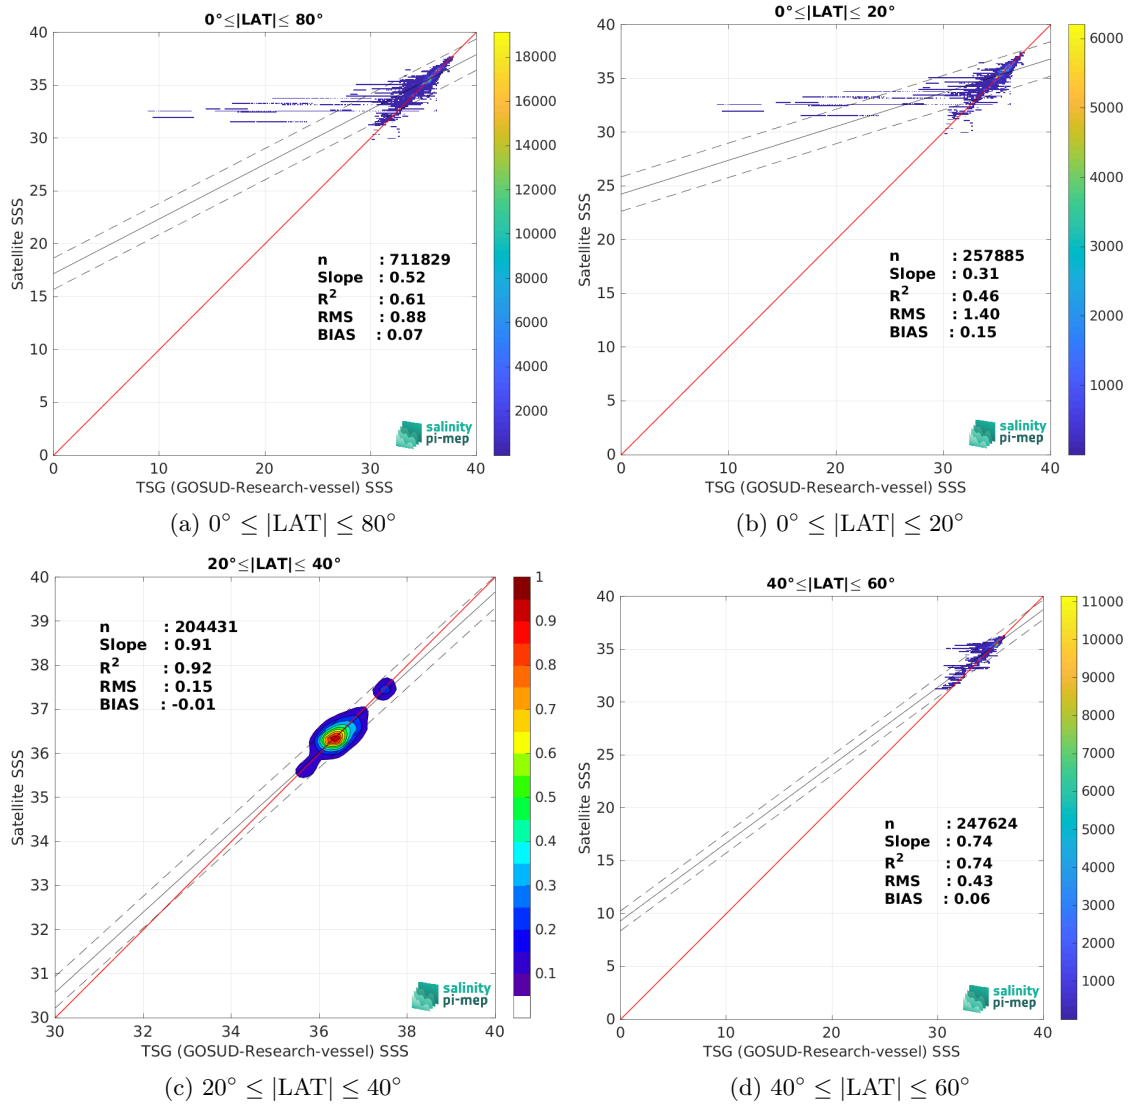 0°≤|LAT|≤ 80°
40
35
30
25
20
15
10
5
0
0
10
20
30
40
Satellite SSS
TSG (GOSUD-Research-vessel) SSS
n : 711829
Slope : 0.52
R² : 0.61
RMS : 0.88
BIAS : 0.07
salinity
pi-mep
18000
16000
14000
12000
10000
8000
6000
4000
2000
(a) 0° ≤ |LAT| ≤ 80°
0°≤|LAT|≤ 20°
40
35
30
25
20
15
10
5
0
0
10
20
30
40
Satellite SSS
TSG (GOSUD-Research-vessel) SSS
n : 257885
Slope : 0.31
R² : 0.46
RMS : 1.40
BIAS : 0.15
salinity
pi-mep
6000
5000
4000
3000
2000
1000
(b) 0° ≤ |LAT| ≤ 20°
20°≤|LAT|≤ 40°
40
39
38
37
36
35
34
33
32
31
30
30
32
34
36
38
40
Satellite SSS
TSG (GOSUD-Research-vessel) SSS
n : 204431
Slope : 0.91
R² : 0.92
RMS : 0.15
BIAS : -0.01
salinity
pi-mep
1
0.9
0.8
0.7
0.6
0.5
0.4
0.3
0.2
0.1
(c) 20° ≤ |LAT| ≤ 40°
40°≤|LAT|≤ 60°
40
35
30
25
20
15
10
5
0
0
10
20
30
40
Satellite SSS
TSG (GOSUD-Research-vessel) SSS
n : 247624
Slope : 0.74
R² : 0.74
RMS : 0.43
BIAS : 0.06
salinity
pi-mep
11000
10000
9000
8000
7000
6000
5000
4000
3000
2000
1000
(d) 40° ≤ |LAT| ≤ 60°